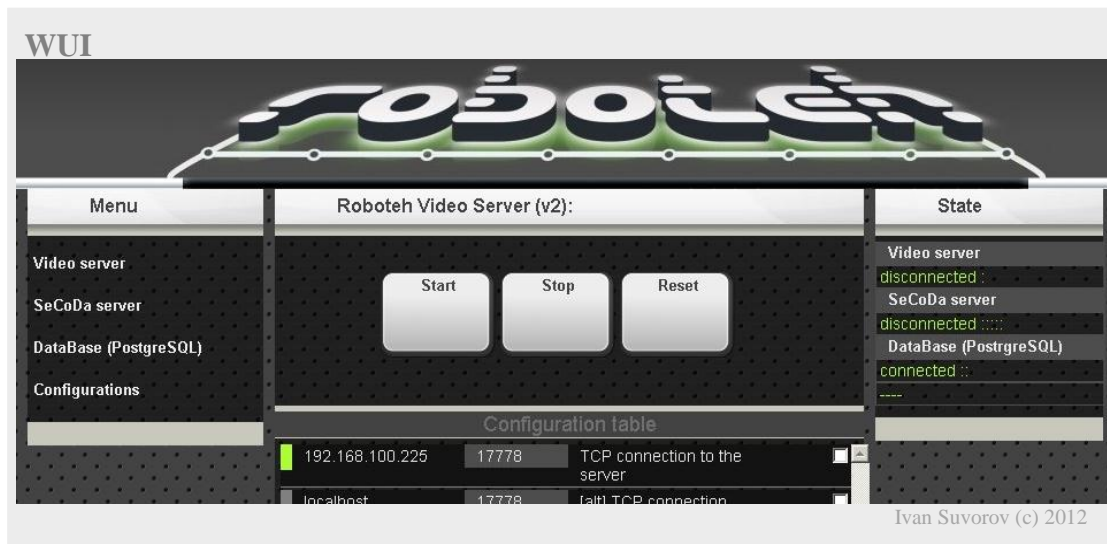 WUI
roboteh
Menu
Video server
SeCoDa server
DataBase (PostgreSQL)
Configurations
Roboteh Video Server (v2):
Start Stop Reset
Configuration table
192.168.100.225 17778 TCP connection to the
server
localhost 17778 [alt] TCP connection
State
Video server
disconnected :
SeCoDa server
disconnected :::::
DataBase (PostrgreSQL)
connected ::
----
Ivan Suvorov (c) 2012